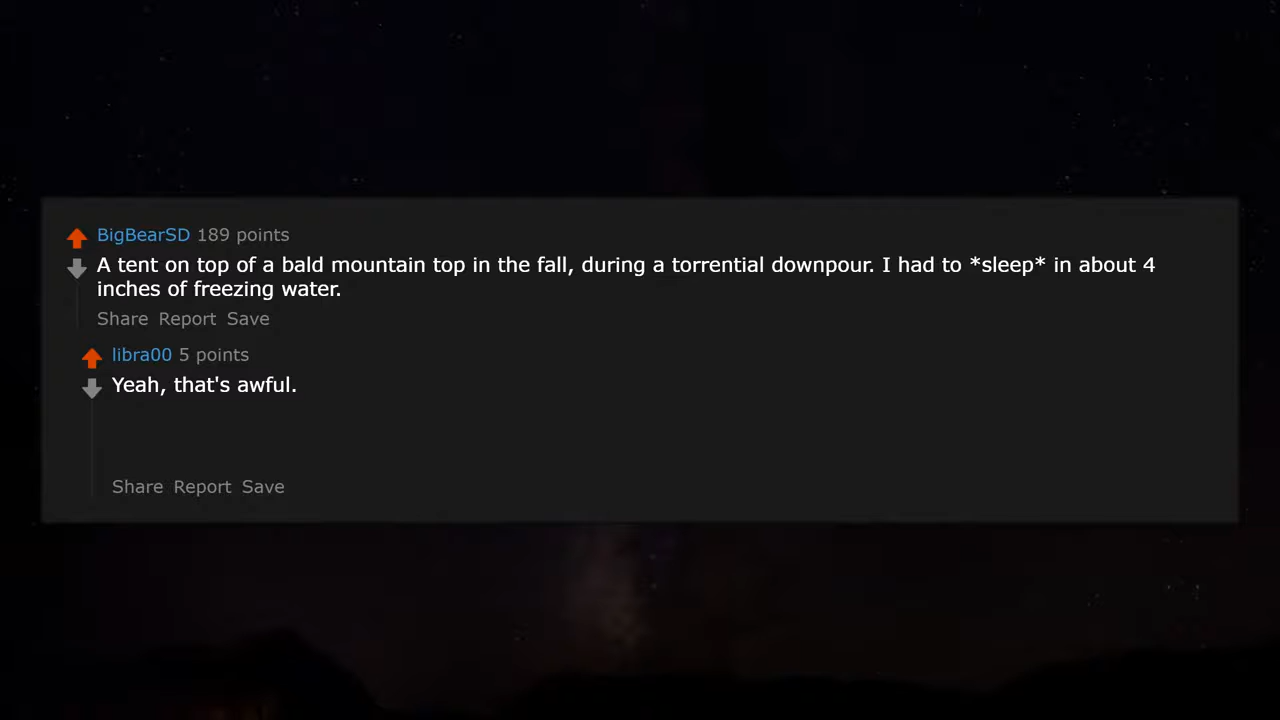 BigBearSD 189 points
A tent on top of a bald mountain top in the fall, during a torrential downpour. I had to *sleep* in about 4
inches of freezing water.
Share Report Save
libra00 5 points
Yeah, that's awful.
Share Report Save